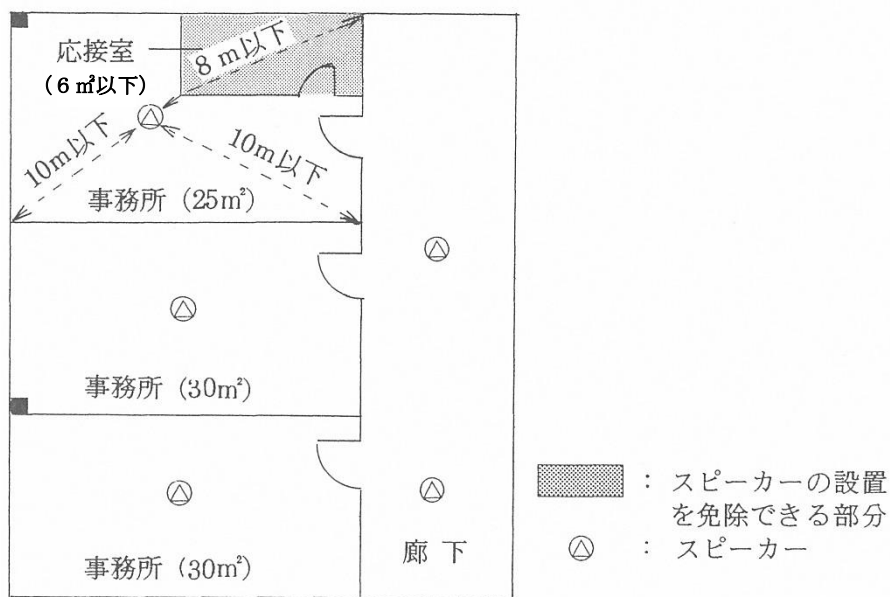 応接室
(6㎡以下)
8m以下
10m以下
10m以下
事務所 (25m²)
事務所 (30m²)
事務所 (30m²)
廊下
: スピーカーの設置
を免除できる部分
: スピーカー